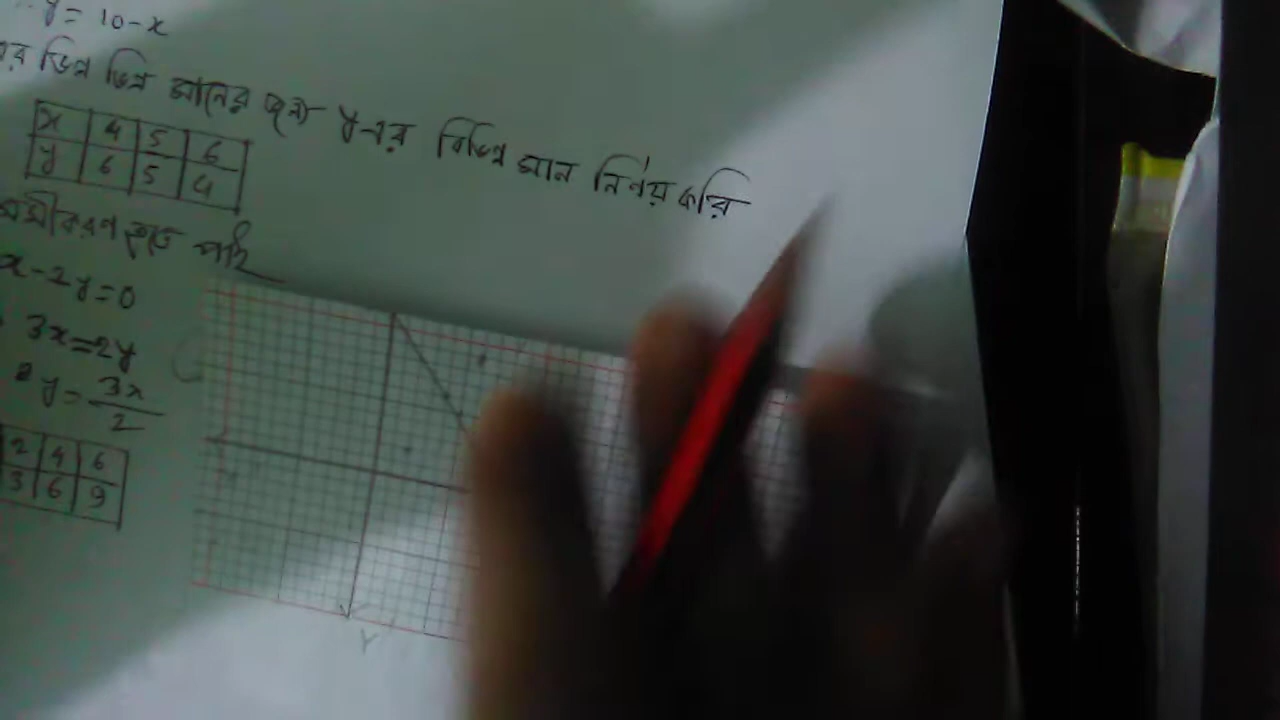 y = 10-x
ভিন্ন ভিন্ন মানের জন্য y-এর বিভিন্ন মান নির্ণয় করি
x 4 5 6
y 6 5 4
সমীকরণ হতে পাই
x-2y=0
3x=2y
y = 3x/2
2 4 6
3 6 9
Y